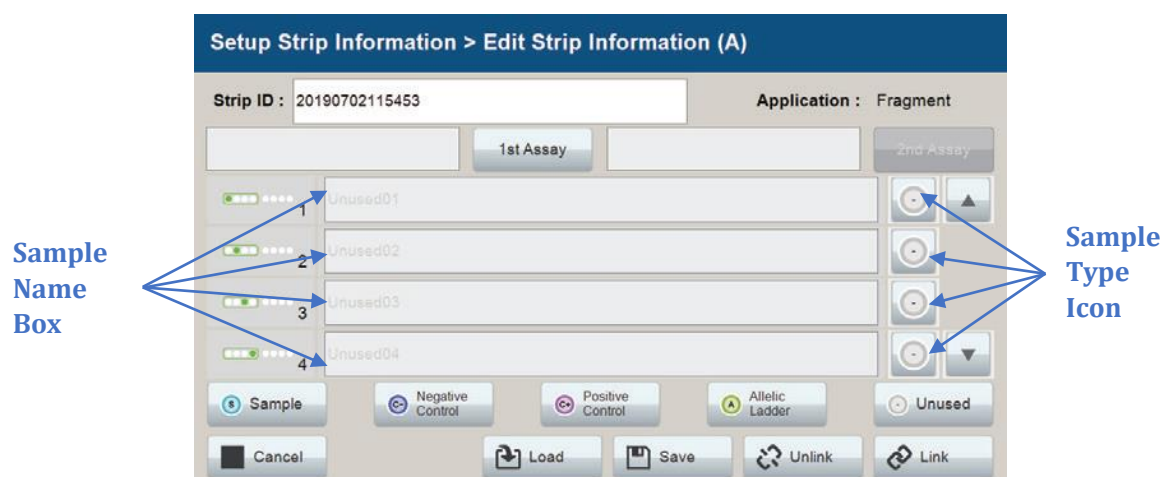 Setup Strip Information > Edit Strip Information (A)
Strip ID : 20190702115453 Application : Fragment
1st Assay 2nd Assay
1 Unused01
2 Unused02
3 Unused03
4 Unused04
Sample
Name
Box
Sample
Type
Icon
S Sample C- Negative Control C+ Positive Control A Allelic Ladder - Unused
Cancel Load Save Unlink Link